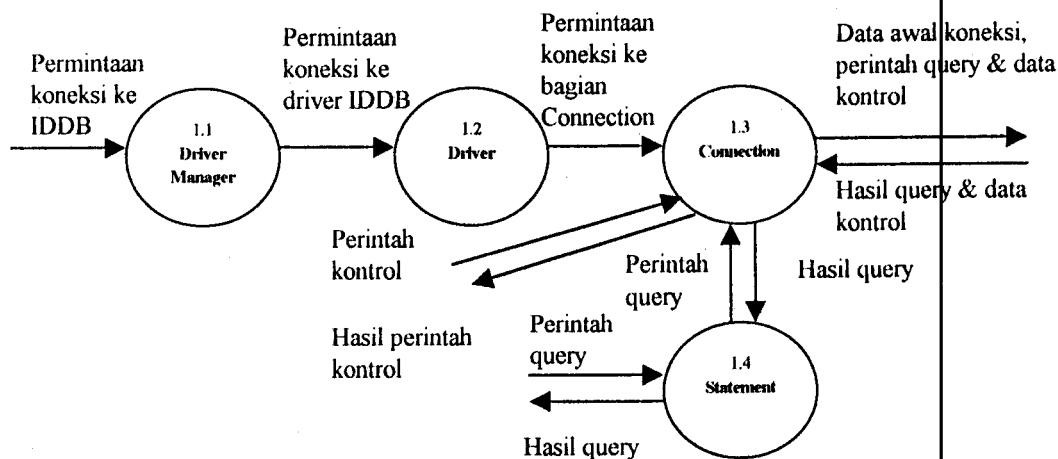 Permintaan
koneksi ke
IDDB
1.1
Driver
Manager
Permintaan
koneksi ke
driver IDDB
1.2
Driver
Permintaan
koneksi ke
bagian
Connection
1.3
Connection
Data awal koneksi,
perintah query & data
kontrol
Hasil query & data
kontrol
Perintah
kontrol
Hasil perintah
kontrol
Perintah
query
Hasil query
Perintah
query
1.4
Statement
Hasil query